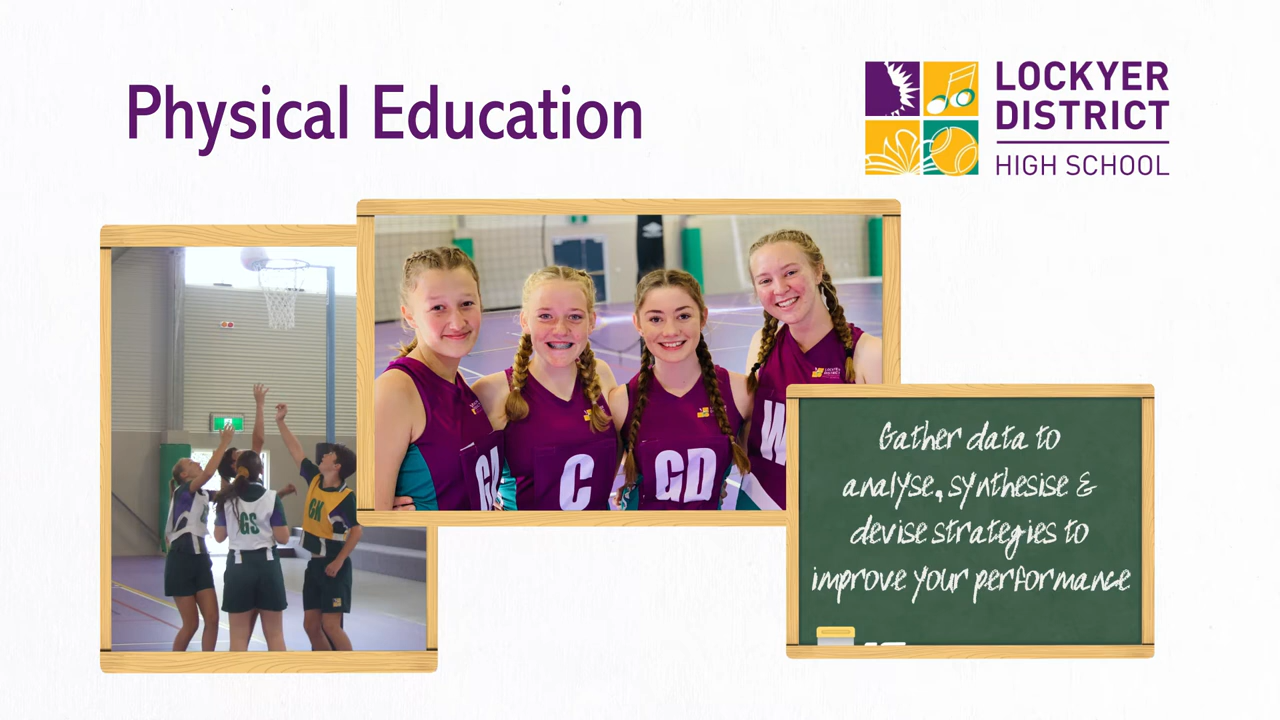 Physical Education
LOCKYER
DISTRICT
HIGH SCHOOL
GS
GK
C
GD
W
Gather data to
analyse, synthesise &
devise strategies to
improve your performance